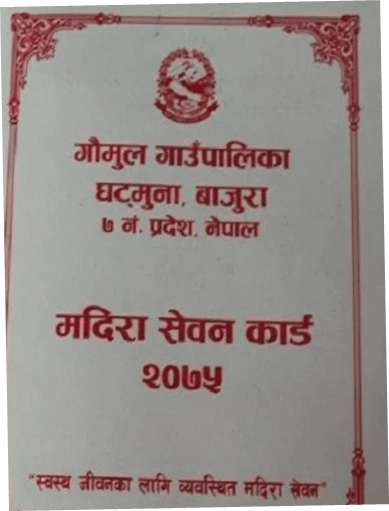 गौमुल गाउँपालिका
घट्मुना, बाजुरा
७ नं. प्रदेश, नेपाल
मदिरा सेवन कार्ड
२०७५
"स्वस्थ जीवनका लागि व्यवस्थित मदिरा सेवन"